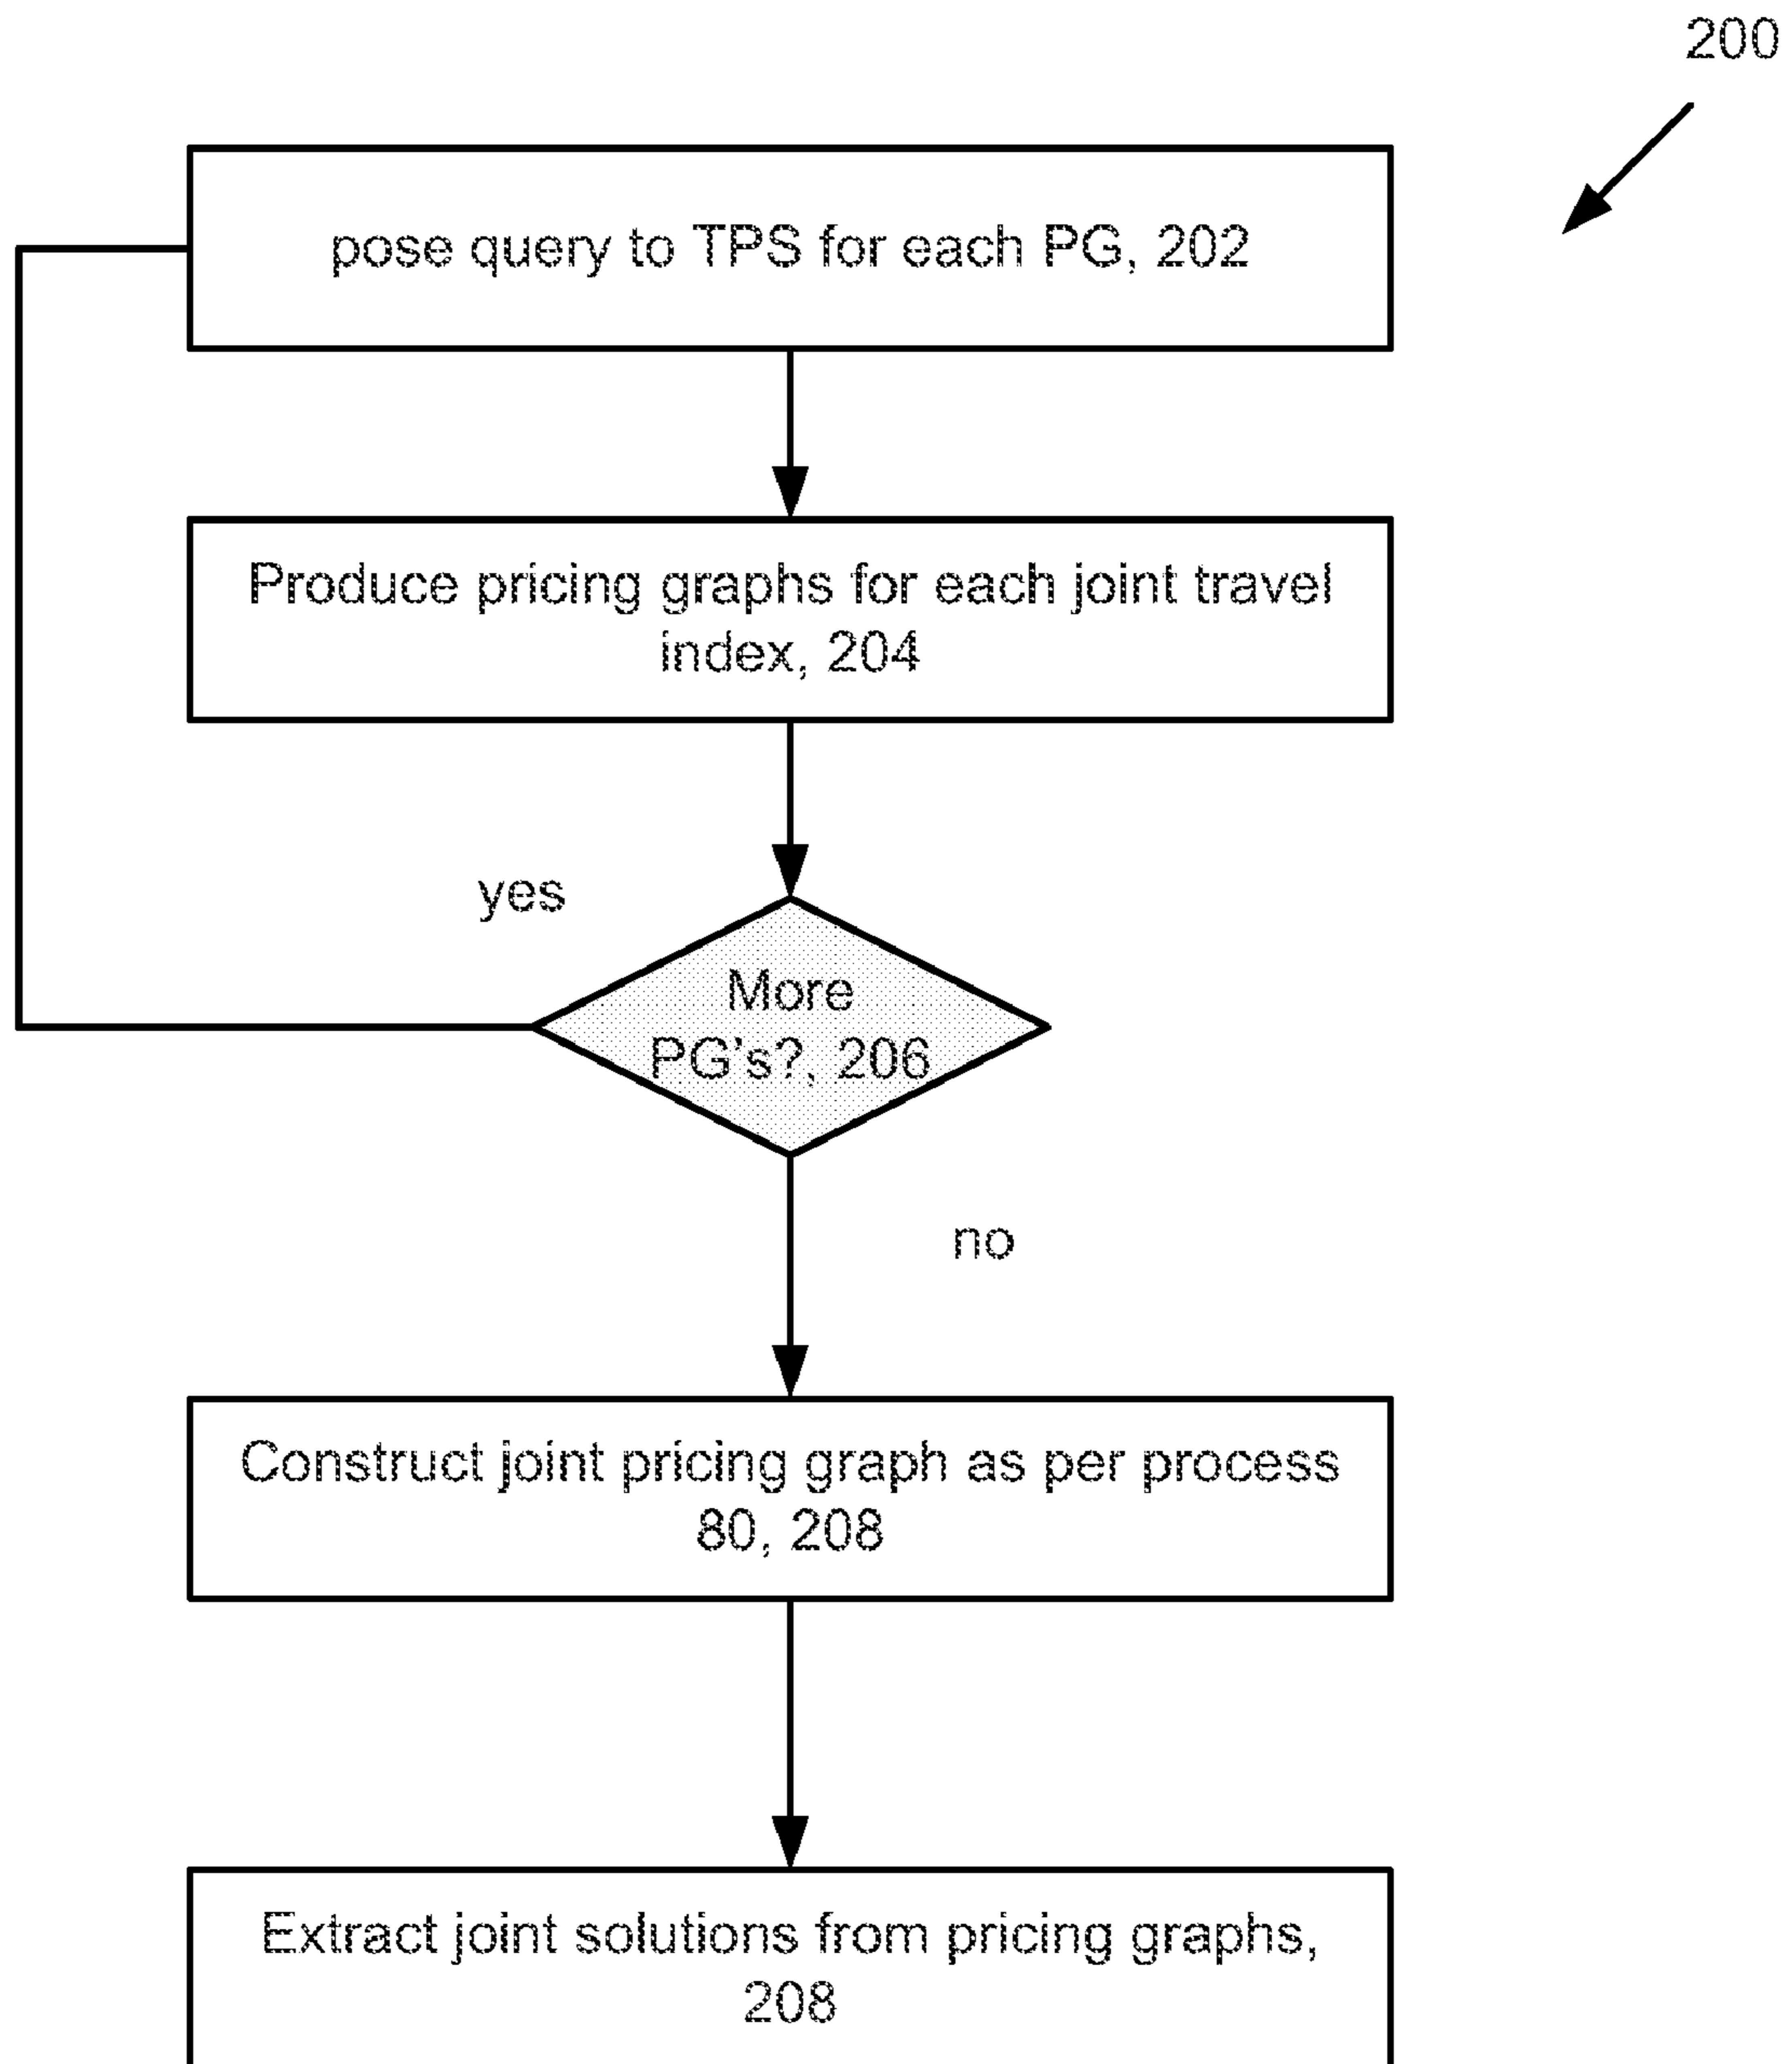 200
pose query to TPS for each PG, 202
Produce pricing graphs for each joint travel
index, 204
yes
More
PG's?, 206
no
Construct joint pricing graph as per process
80, 208
Extract joint solutions from pricing graphs,
208